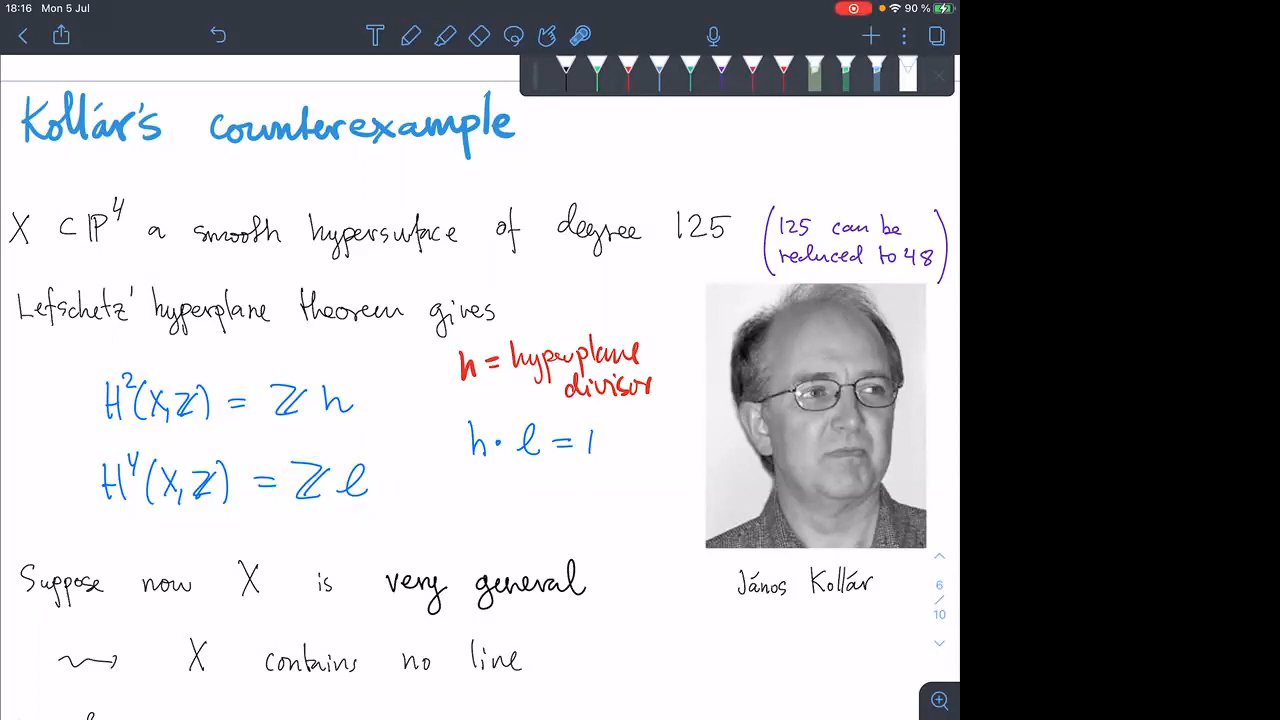 18:16 Mon 5 Jul
90 %
Kollár's counterexample
X ⊂ ℙ⁴ a smooth hypersurface of degree 125
(125 can be
reduced to 48)
Lefschetz' hyperplane theorem gives
h = hyperplane
divisor
H²(X,ℤ) = ℤ h
h · l = 1
H⁴(X,ℤ) = ℤ l
Suppose now X is very general
János Kollár
6
/
10
⇝ X contains no line